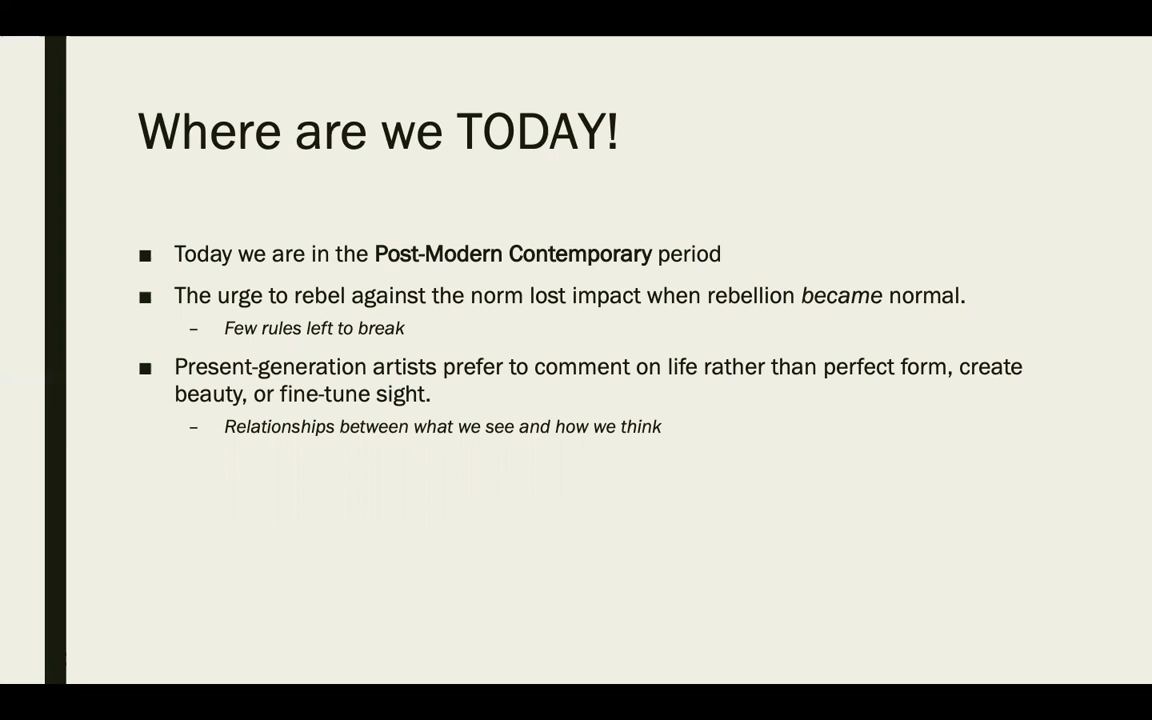 Where are we TODAY!
■ Today we are in the Post-Modern Contemporary period
■ The urge to rebel against the norm lost impact when rebellion became normal.
– Few rules left to break
■ Present-generation artists prefer to comment on life rather than perfect form, create
beauty, or fine-tune sight.
– Relationships between what we see and how we think